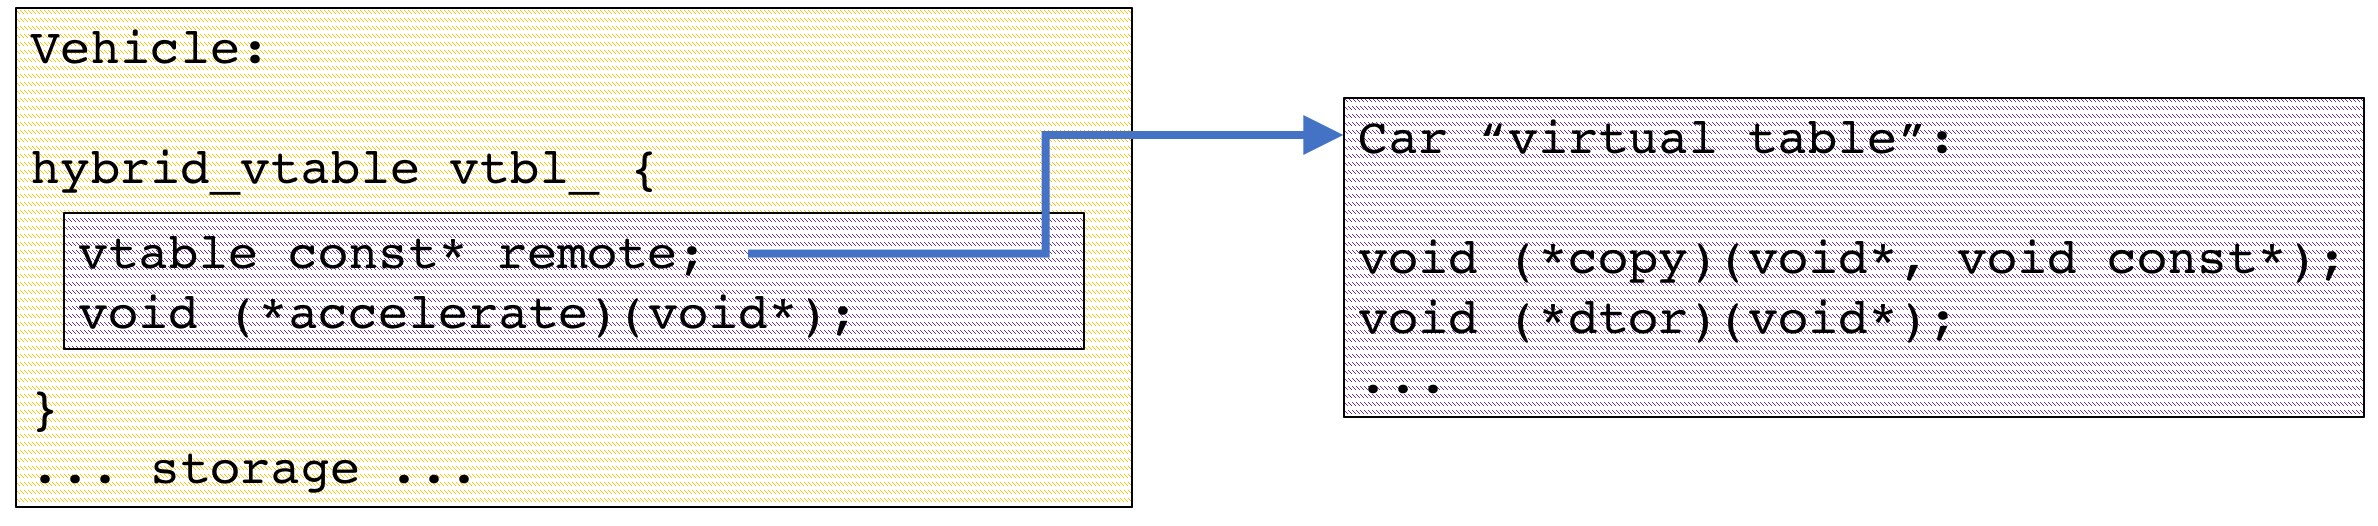 Vehicle:
hybrid_vtable vtbl_ {
vtable const* remote;
void (*accelerate)(void*);
}
... storage ...
Car “virtual table”:
void (*copy)(void*, void const*);
void (*dtor)(void*);
...